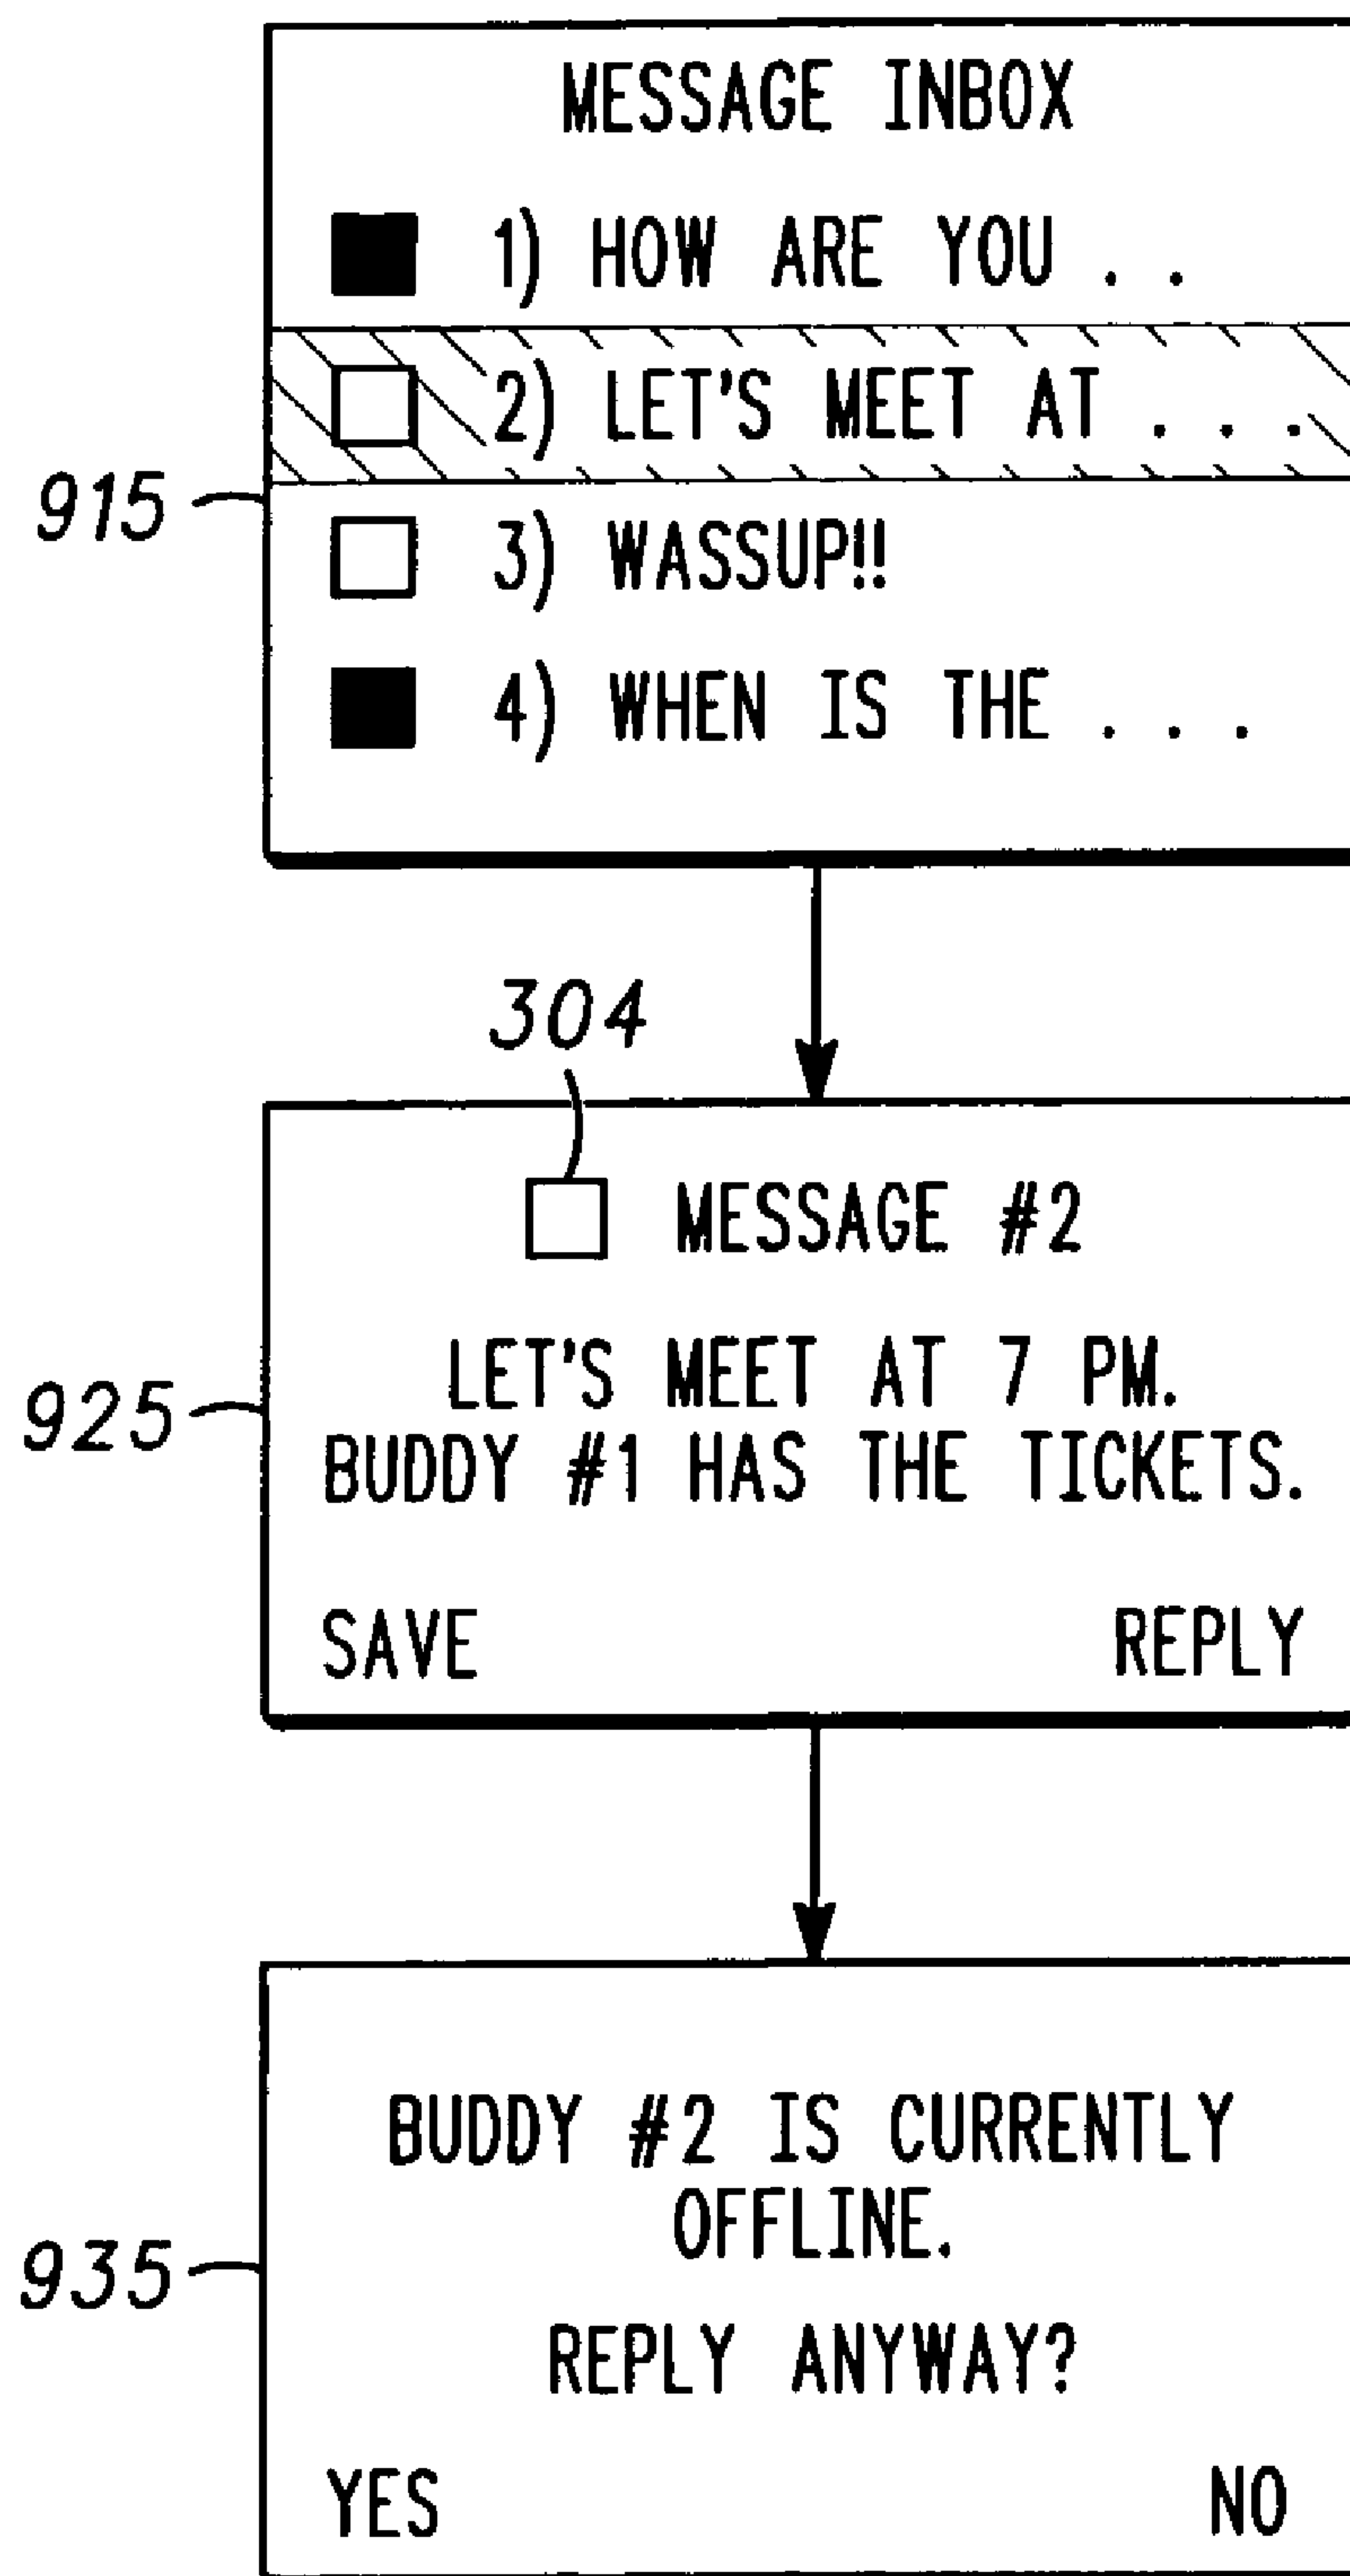 MESSAGE INBOX
1) HOW ARE YOU . .
2) LET'S MEET AT . . .
915
3) WASSUP!!
4) WHEN IS THE . . .
304
MESSAGE #2
LET'S MEET AT 7 PM.
925
BUDDY #1 HAS THE TICKETS.
SAVE REPLY
BUDDY #2 IS CURRENTLY
OFFLINE.
935
REPLY ANYWAY?
YES NO